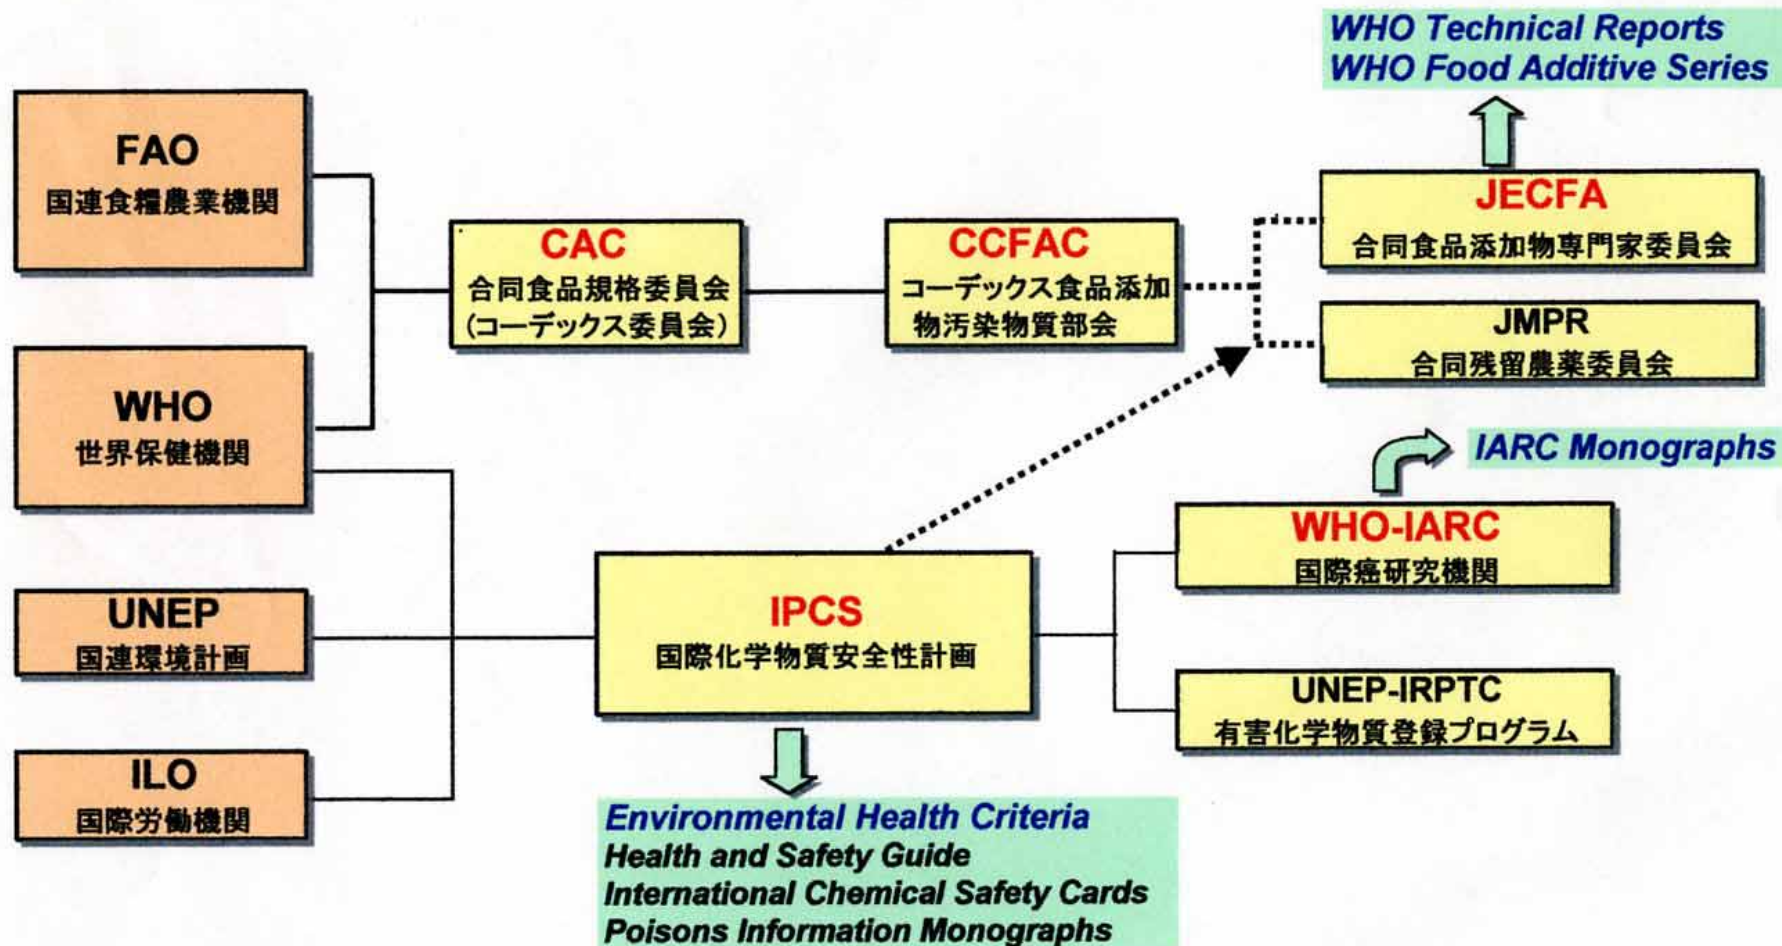 WHO Technical Reports
WHO Food Additive Series
FAO
国連食糧農業機関
CAC
合同食品規格委員会
(コーデックス委員会)
CCFAC
コーデックス食品添加
物汚染物質部会
JECFA
合同食品添加物専門家委員会
JMPR
合同残留農薬委員会
WHO
世界保健機関
IARC Monographs
WHO-IARC
国際癌研究機関
UNEP
国連環境計画
IPCS
国際化学物質安全性計画
UNEP-IRPTC
有害化学物質登録プログラム
ILO
国際労働機関
Environmental Health Criteria
Health and Safety Guide
International Chemical Safety Cards
Poisons Information Monographs